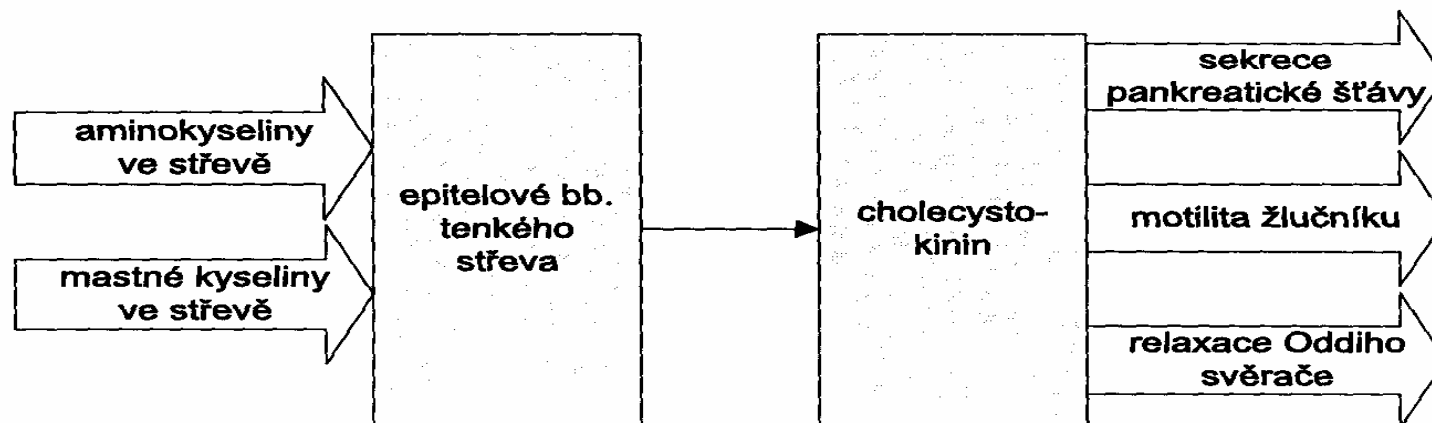 aminokyseliny
ve střevě
mastné kyseliny
ve střevě
epitelové bb.
tenkého
střeva
cholecysto-
kinin
sekrece
pankreatické šťávy
motilita žlučníku
relaxace Oddiho
svěrače